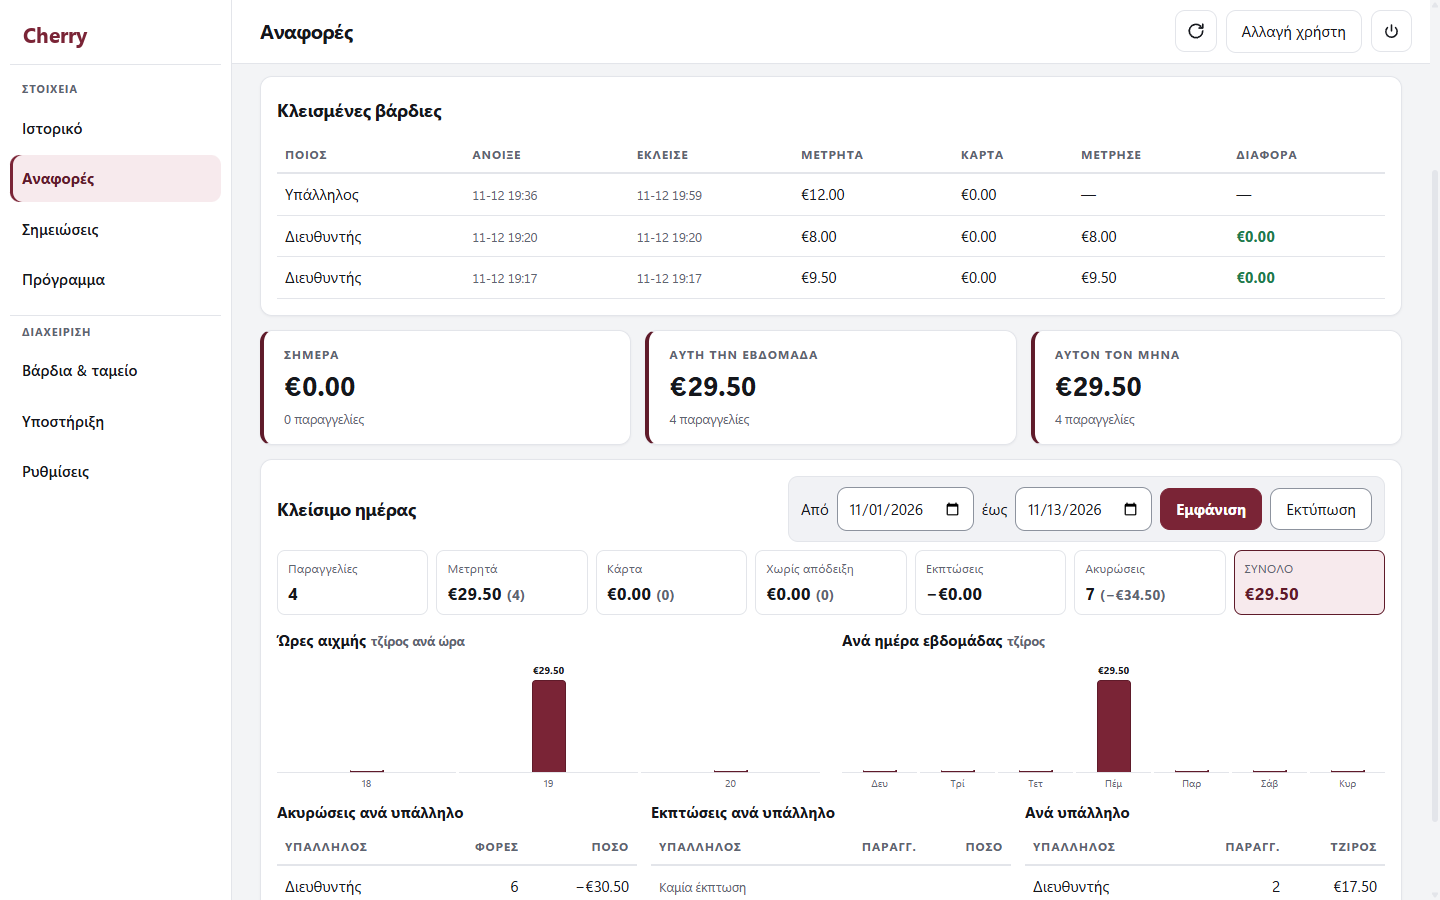 Cherry
ΣΤΟΙΧΕΙΑ
Ιστορικό
Αναφορές
Σημειώσεις
Πρόγραμμα
ΔΙΑΧΕΙΡΙΣΗ
Βάρδια & ταμείο
Υποστήριξη
Ρυθμίσεις
Αναφορές
Αλλαγή χρήστη
Κλεισμένες βάρδιες
ΠΟΙΟΣ ΑΝΟΙΞΕ ΕΚΛΕΙΣΕ ΜΕΤΡΗΤΑ ΚΑΡΤΑ ΜΕΤΡΗΣΕ ΔΙΑΦΟΡΑ
Υπάλληλος 11-12 19:36 11-12 19:59 €12.00 €0.00 — —
Διευθυντής 11-12 19:20 11-12 19:20 €8.00 €0.00 €8.00 €0.00
Διευθυντής 11-12 19:17 11-12 19:17 €9.50 €0.00 €9.50 €0.00
ΣΗΜΕΡΑ
€0.00
0 παραγγελίες
ΑΥΤΗ ΤΗΝ ΕΒΔΟΜΑΔΑ
€29.50
4 παραγγελίες
ΑΥΤΟΝ ΤΟΝ ΜΗΝΑ
€29.50
4 παραγγελίες
Κλείσιμο ημέρας
Από 11/01/2026 έως 11/13/2026 Εμφάνιση Εκτύπωση
Παραγγελίες
4
Μετρητά
€29.50 (4)
Κάρτα
€0.00 (0)
Χωρίς απόδειξη
€0.00 (0)
Εκπτώσεις
−€0.00
Ακυρώσεις
7 (−€34.50)
ΣΥΝΟΛΟ
€29.50
Ώρες αιχμής τζίρος ανά ώρα
€29.50
18 19 20
Ανά ημέρα εβδομάδας τζίρος
€29.50
Δευ Τρί Τετ Πέμ Παρ Σάβ Κυρ
Ακυρώσεις ανά υπάλληλο
ΥΠΑΛΛΗΛΟΣ ΦΟΡΕΣ ΠΟΣΟ
Διευθυντής 6 −€30.50
Εκπτώσεις ανά υπάλληλο
ΥΠΑΛΛΗΛΟΣ ΠΑΡΑΓΓ. ΠΟΣΟ
Καμία έκπτωση
Ανά υπάλληλο
ΥΠΑΛΛΗΛΟΣ ΠΑΡΑΓΓ. ΤΖΙΡΟΣ
Διευθυντής 2 €17.50